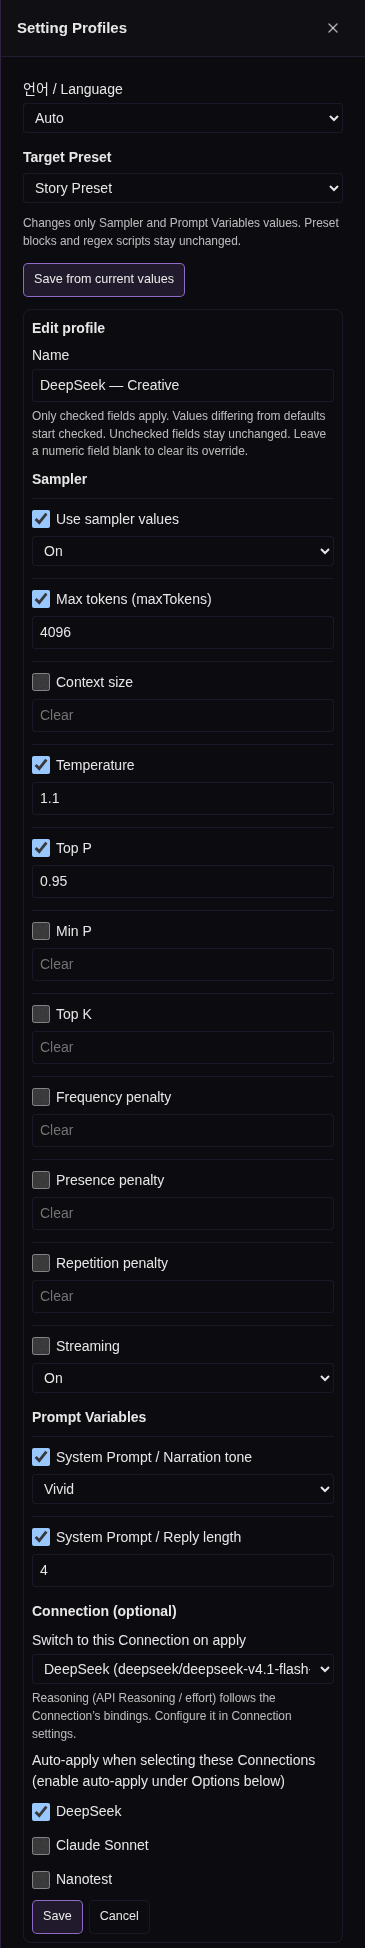 Setting Profiles
언어 / Language
Auto
Target Preset
Story Preset
Changes only Sampler and Prompt Variables values. Preset
blocks and regex scripts stay unchanged.
Save from current values
Edit profile
Name
DeepSeek — Creative
Only checked fields apply. Values differing from defaults
start checked. Unchecked fields stay unchanged. Leave
a numeric field blank to clear its override.
Sampler
Use sampler values
On
Max tokens (maxTokens)
4096
Context size
Clear
Temperature
1.1
Top P
0.95
Min P
Clear
Top K
Clear
Frequency penalty
Clear
Presence penalty
Clear
Repetition penalty
Clear
Streaming
On
Prompt Variables
System Prompt / Narration tone
Vivid
System Prompt / Reply length
4
Connection (optional)
Switch to this Connection on apply
DeepSeek (deepseek/deepseek-v4.1-flash-
Reasoning (API Reasoning / effort) follows the
Connection's bindings. Configure it in Connection
settings.
Auto-apply when selecting these Connections
(enable auto-apply under Options below)
DeepSeek
Claude Sonnet
Nanotest
Save
Cancel